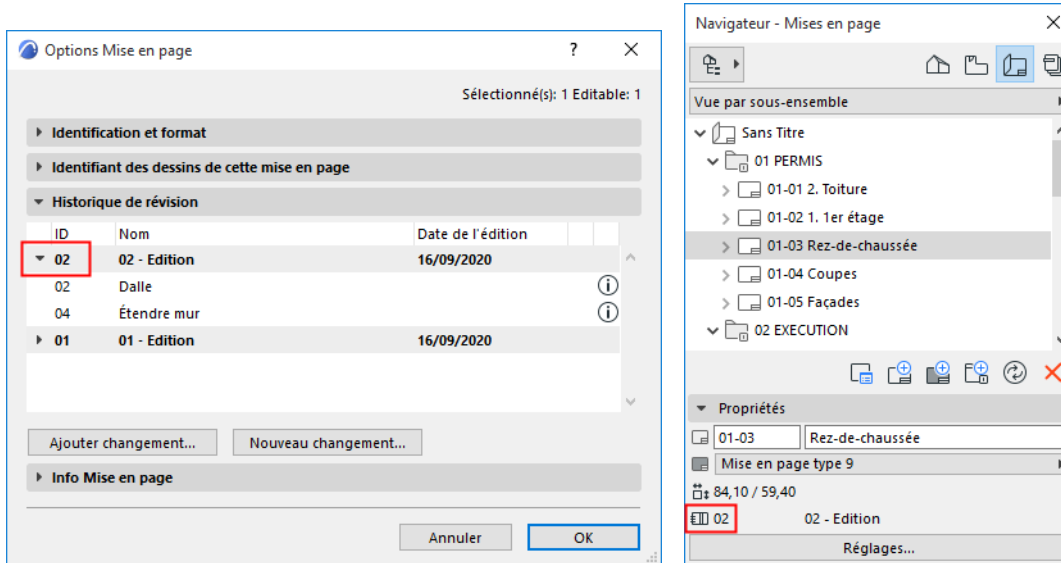 Options Mise en page
?
Sélectionné(s): 1 Editable: 1
Identification et format
Identifiant des dessins de cette mise en page
Historique de révision
ID Nom Date de l'édition
02 02 - Edition 16/09/2020
02 Dalle
04 Étendre mur
01 01 - Edition 16/09/2020
Ajouter changement... Nouveau changement...
Info Mise en page
Annuler OK
Navigateur - Mises en page
Vue par sous-ensemble
Sans Titre
01 PERMIS
01-01 2. Toiture
01-02 1. 1er étage
01-03 Rez-de-chaussée
01-04 Coupes
01-05 Façades
02 EXECUTION
Propriétés
01-03 Rez-de-chaussée
Mise en page type 9
84,10 / 59,40
02 02 - Edition
Réglages...